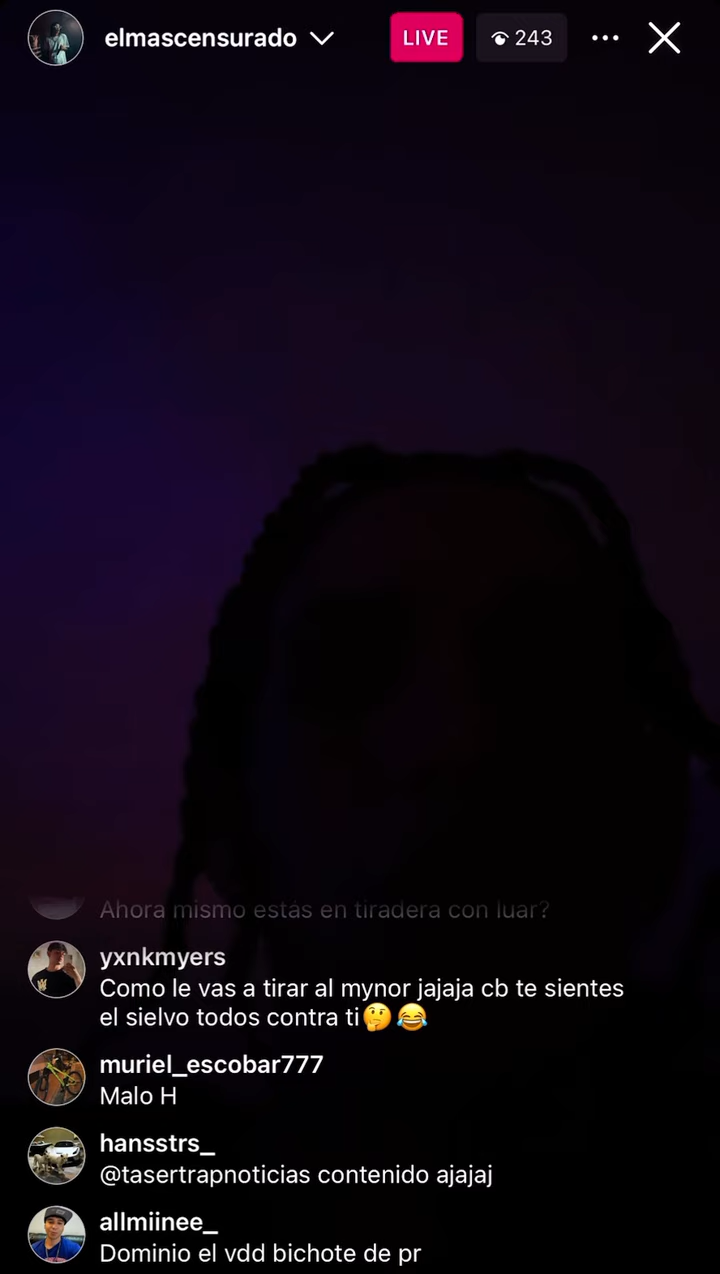 elmascensurado
LIVE
243
Ahora mismo estás en tiradera con luar?
yxnkmyers
Como le vas a tirar al mynor jajaja cb te sientes
el sielvo todos contra ti🤔😂
muriel_escobar777
Malo H
hansstrs_
@tasertrapnoticias contenido ajajaj
allmiinee_
Dominio el vdd bichote de pr